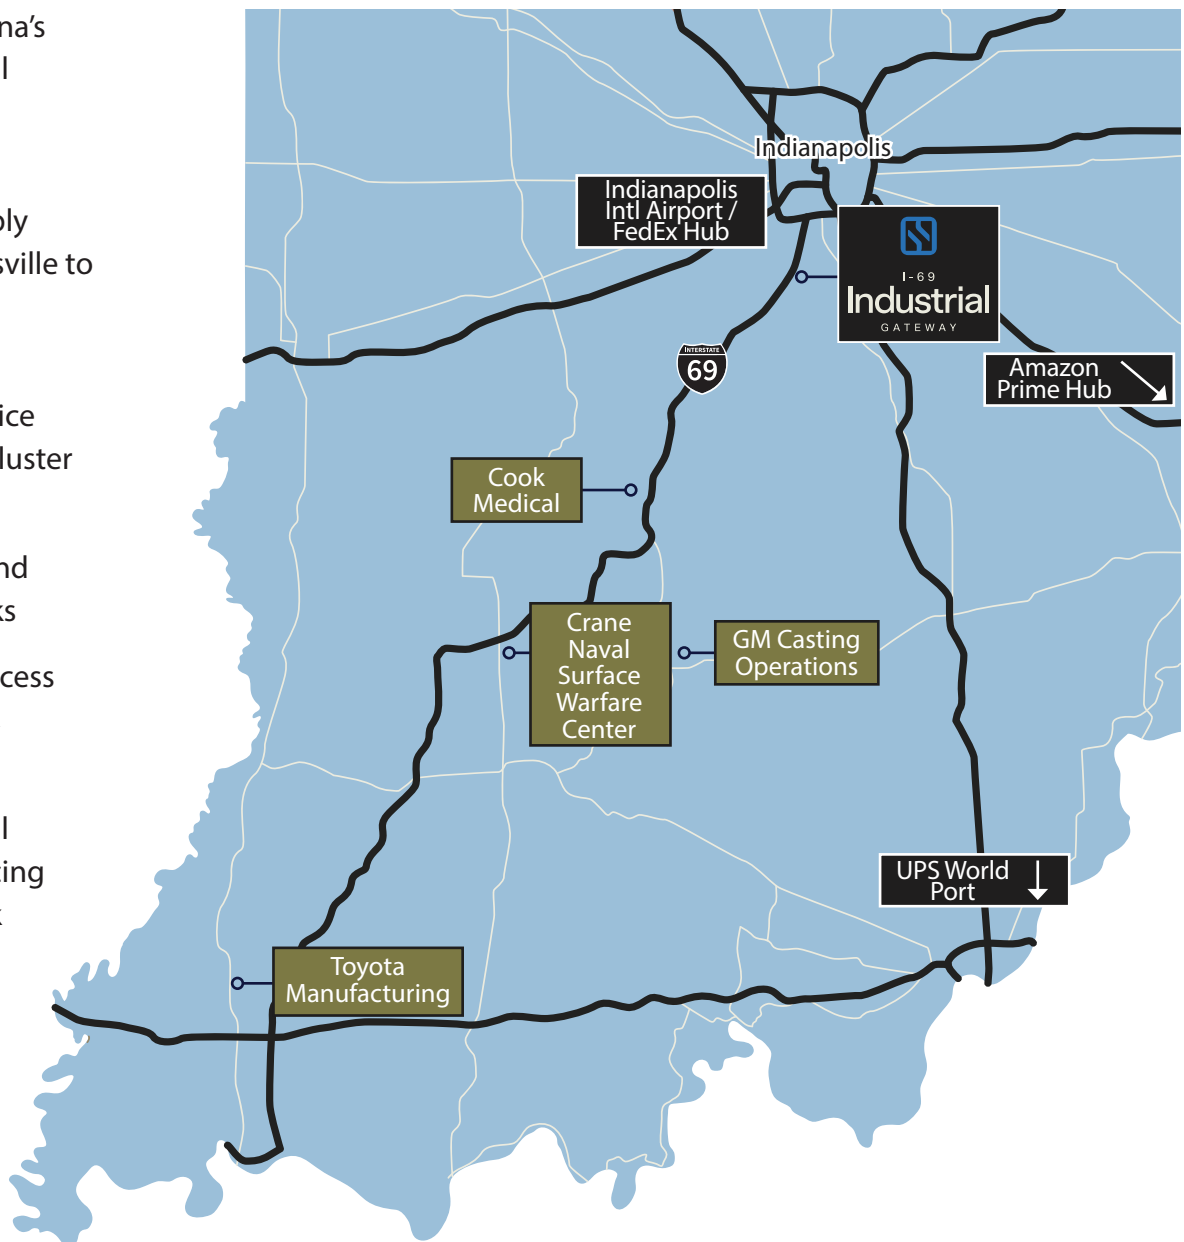 na's
l
ply
sville to
ice
luster
nd
ks
cess
l
ing
k
Indianapolis
Indianapolis
Intl Airport /
FedEx Hub
I-69
Industrial
GATEWAY
INTERSTATE
69
Amazon
Prime Hub
Cook
Medical
Crane
Naval
Surface
Warfare
Center
GM Casting
Operations
UPS World
Port
Toyota
Manufacturing